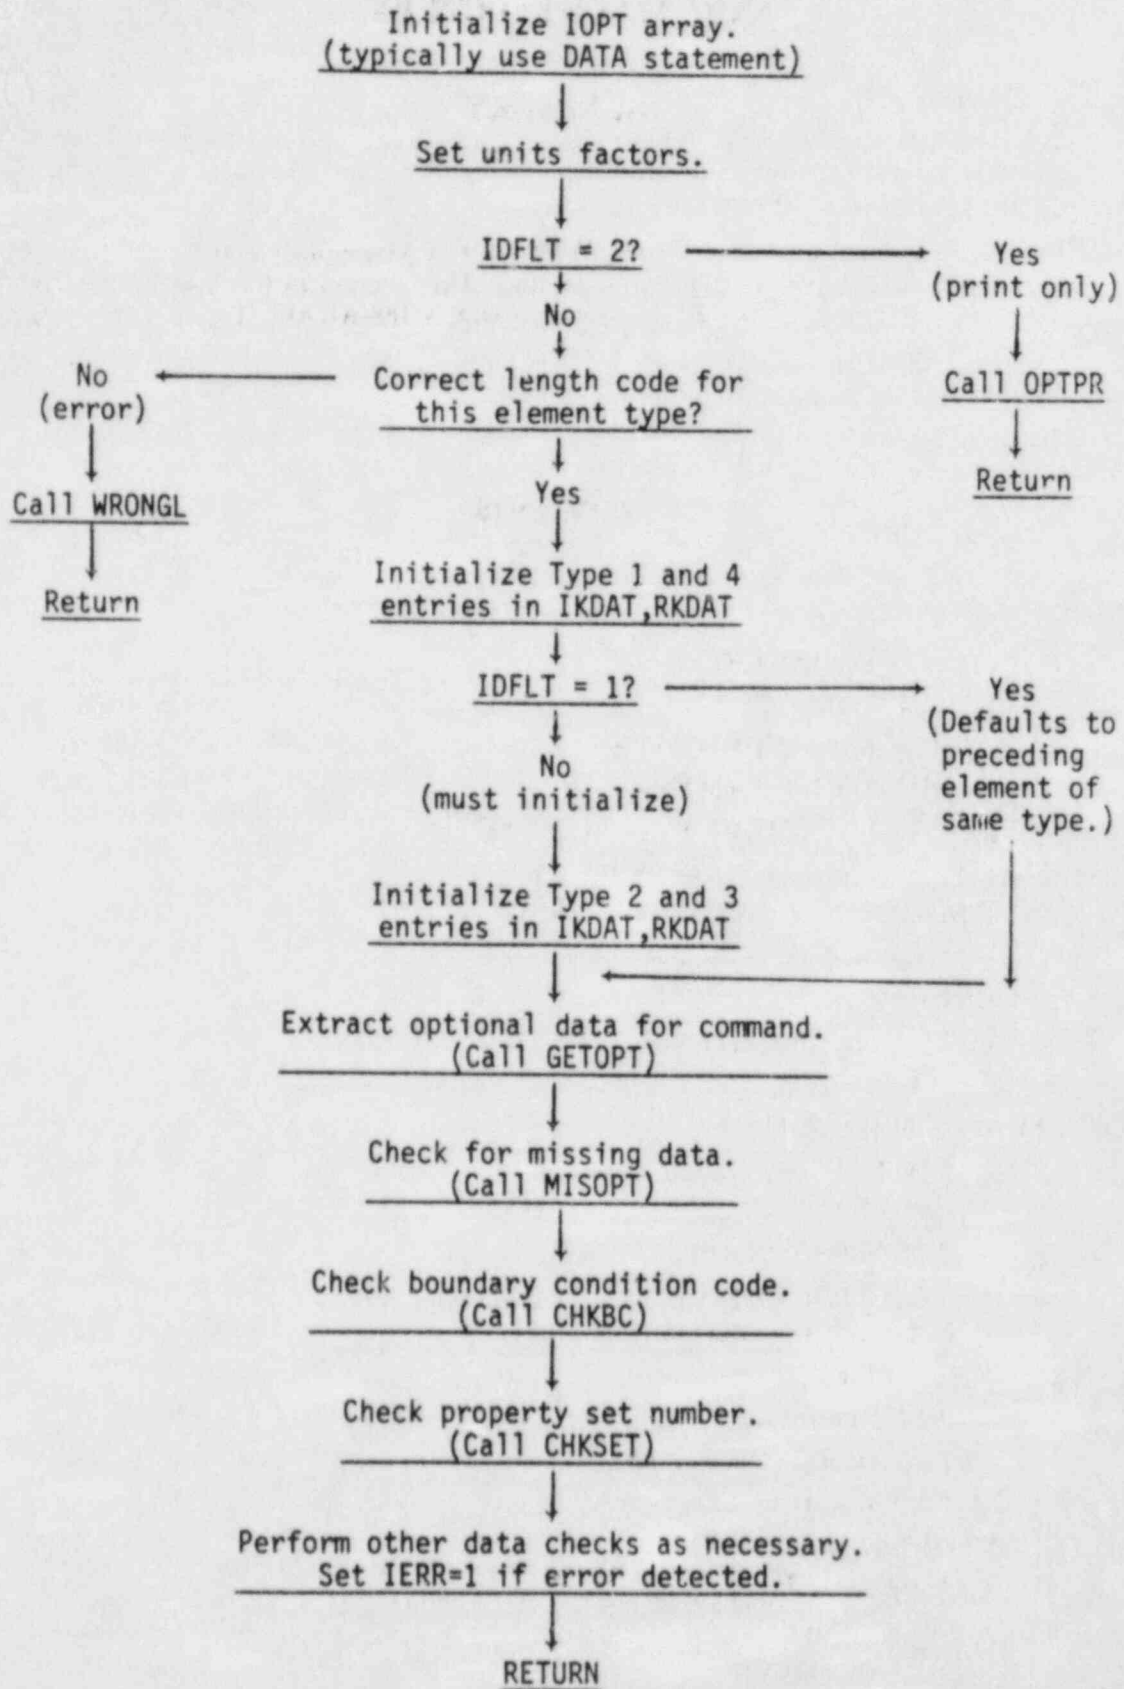 Initialize IOPT array.
(typically use DATA statement)
Set units factors.
IDFLT = 2?
Yes
(print only)
No
Call OPTPR
Return
Correct length code for
this element type?
No
(error)
Call WRONGL
Return
Yes
Initialize Type 1 and 4
entries in IKDAT,RKDAT
IDFLT = 1?
Yes
(Defaults to
preceding
element of
same type.)
No
(must initialize)
Initialize Type 2 and 3
entries in IKDAT,RKDAT
Extract optional data for command.
(Call GETOPT)
Check for missing data.
(Call MISOPT)
Check boundary condition code.
(Call CHKBC)
Check property set number.
(Call CHKSET)
Perform other data checks as necessary.
Set IERR=1 if error detected.
RETURN